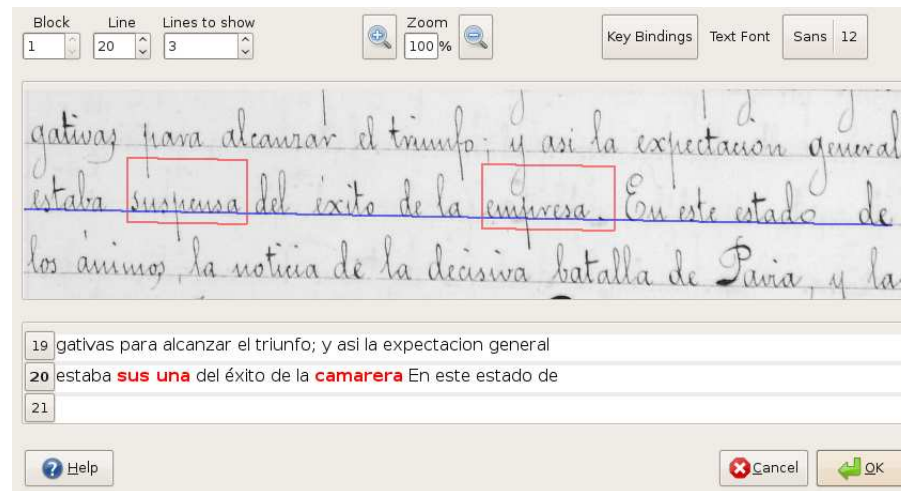 Block Line Lines to show Zoom
1 20 3 100 % Key Bindings Text Font Sans 12
gativas para alcanzar el triunfo; y asi la expectacion general
estaba suspensa del éxito de la empresa. En este estado de
los ánimos, la noticia de la decisiva batalla de Pavia, y la
19 gativas para alcanzar el triunfo; y asi la expectacion general
20 estaba sus una del éxito de la camarera En este estado de
21
Help Cancel OK